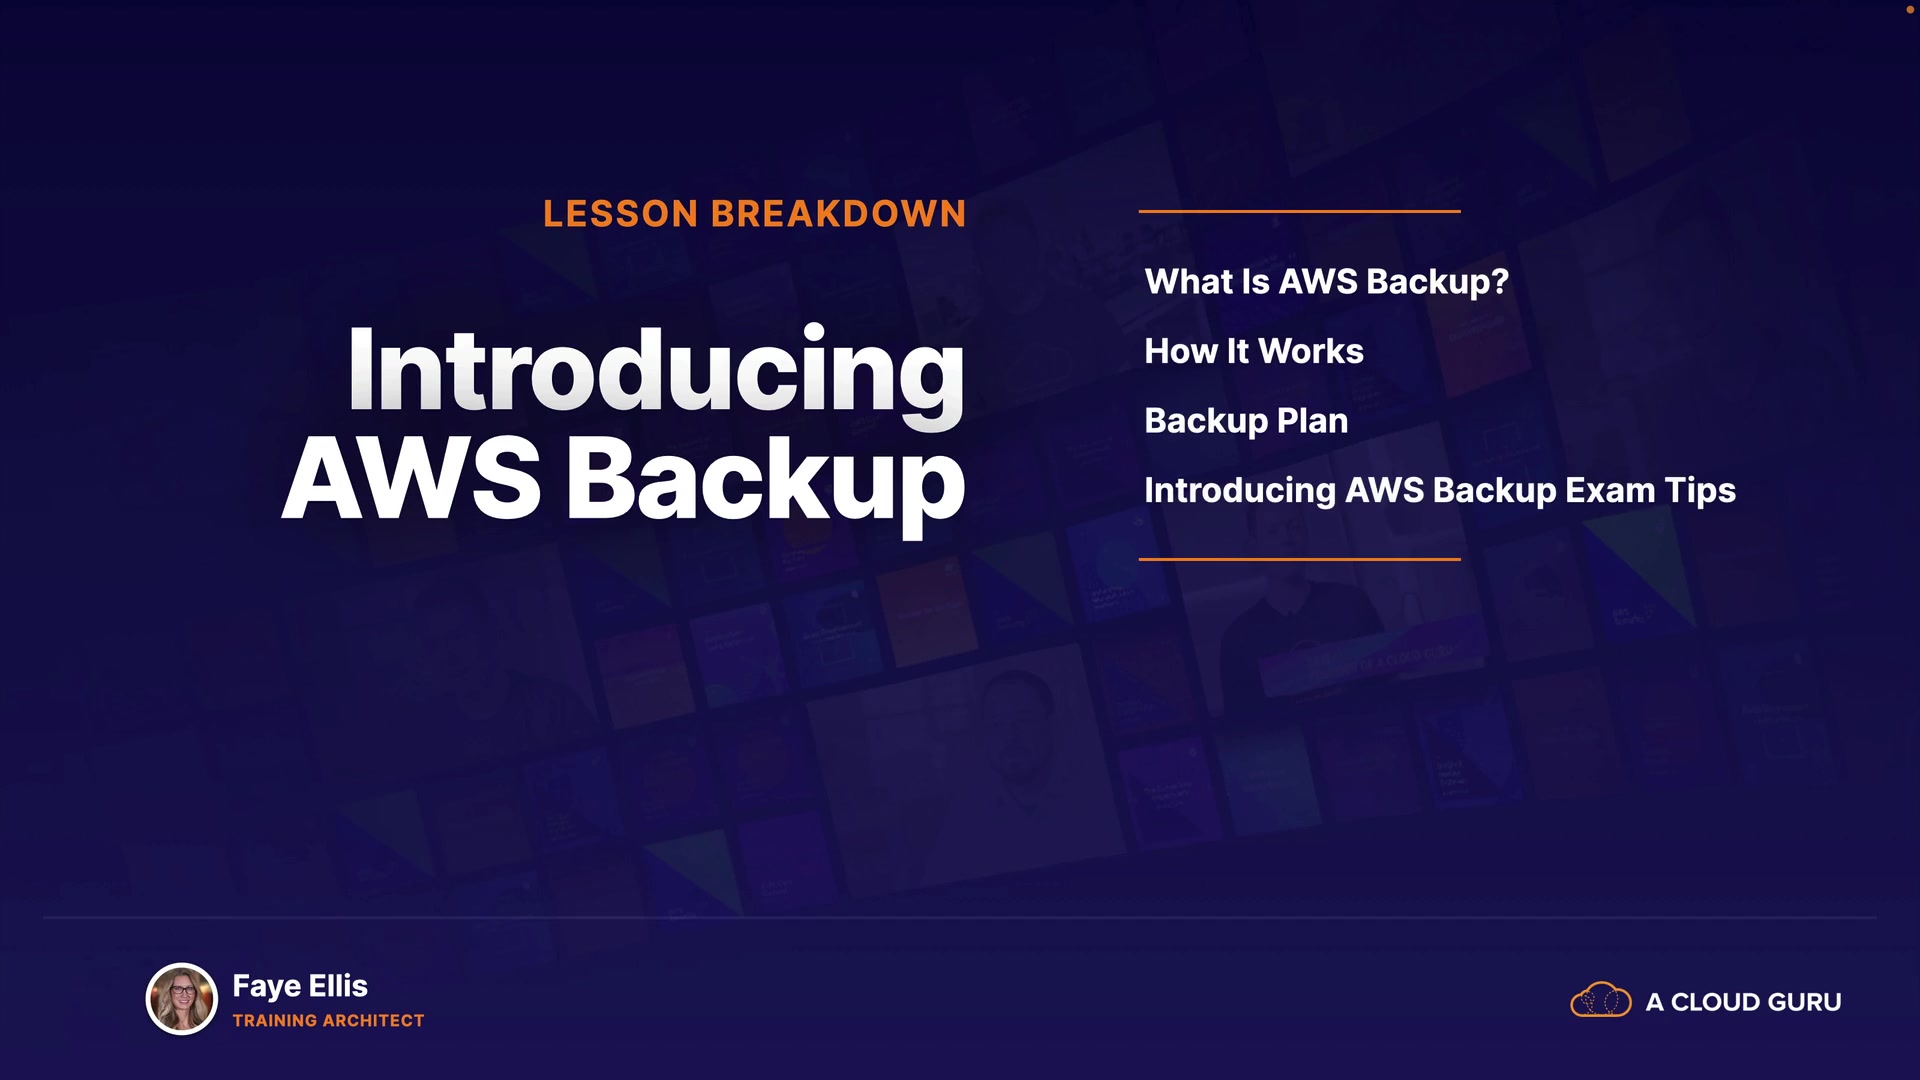 LESSON BREAKDOWN
Introducing
AWS Backup
What Is AWS Backup?
How It Works
Backup Plan
Introducing AWS Backup Exam Tips
Faye Ellis
TRAINING ARCHITECT
A CLOUD GURU